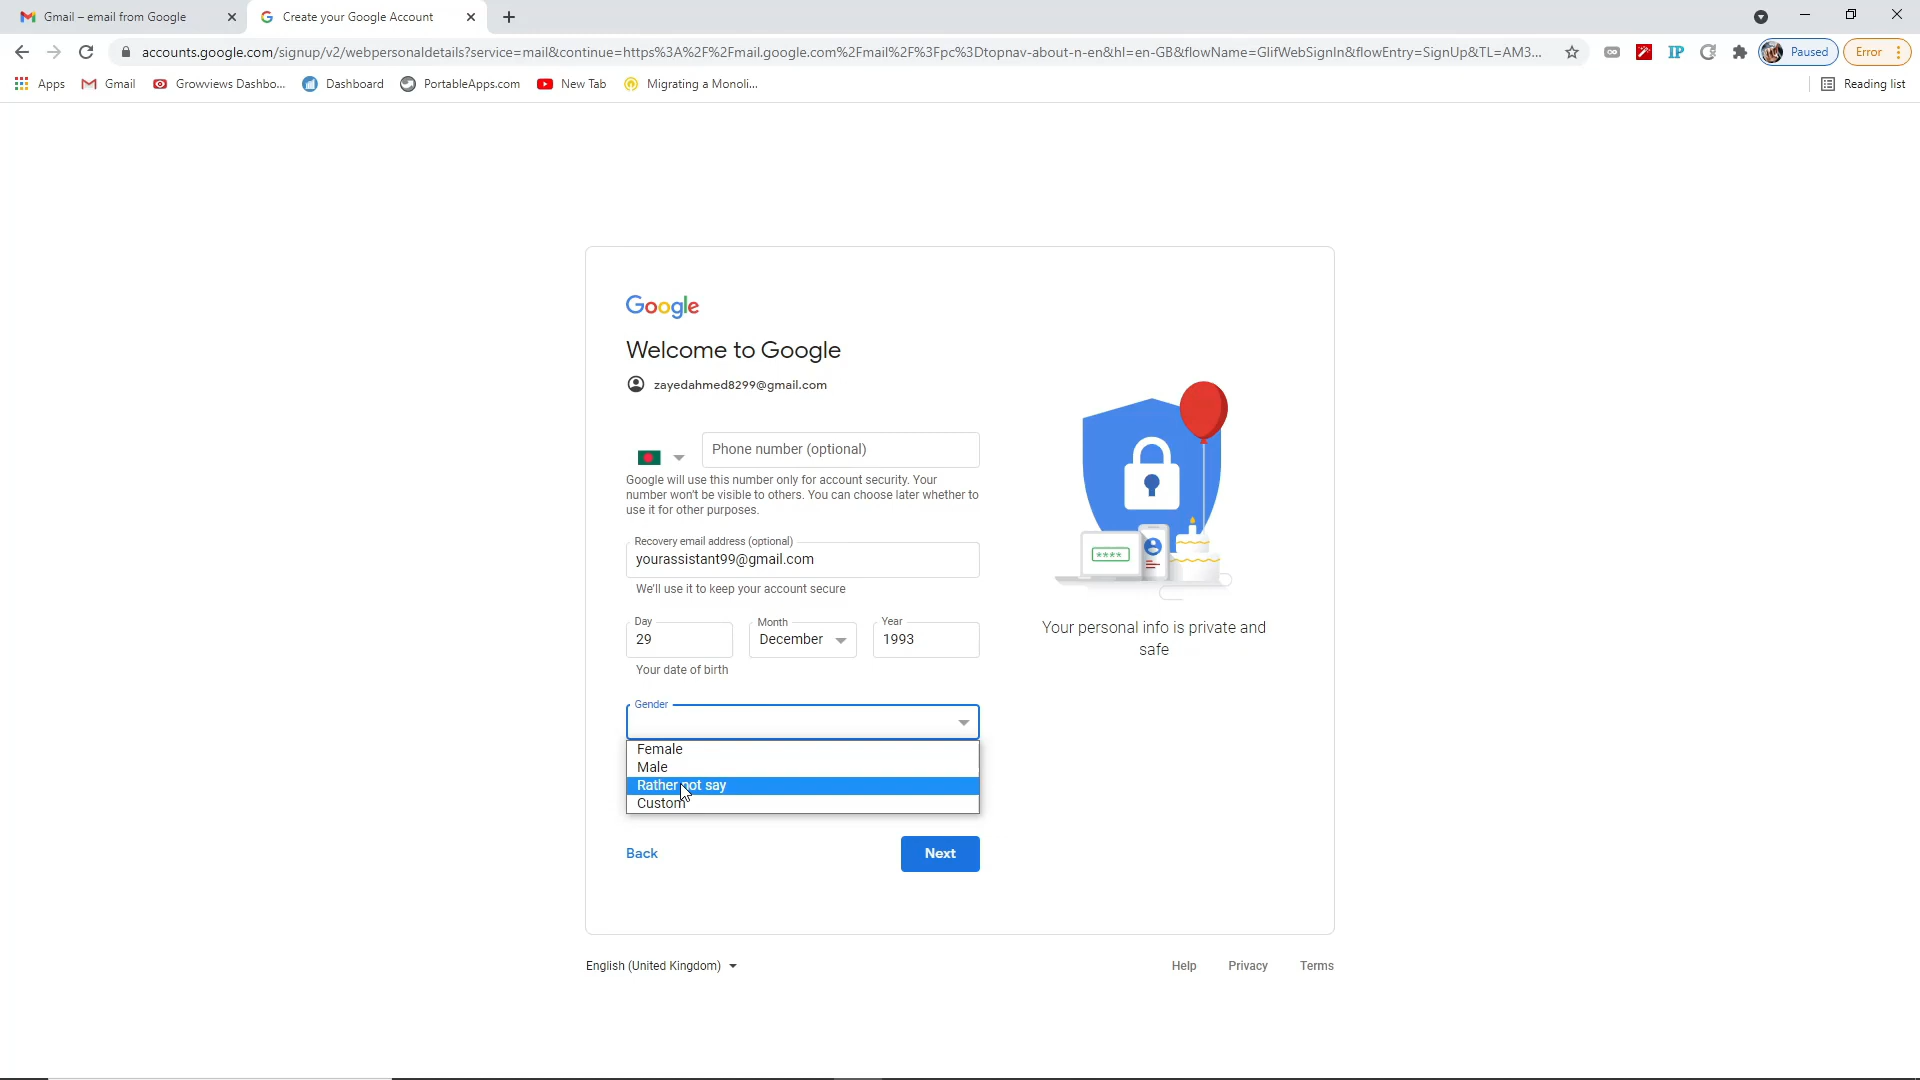 Gmail – email from Google
Create your Google Account
accounts.google.com/signup/v2/webpersonaldetails?service=mail&continue=https%3A%2F%2Fmail.google.com%2Fmail%2F%3Fpc%3Dtopnav-about-n-en&hl=en-GB&flowName=GlifWebSignIn&flowEntry=SignUp&TL=AM3...
IP
Paused
Error
Apps
Gmail
Growviews Dashbo...
Dashboard
PortableApps.com
New Tab
Migrating a Monoli...
Reading list
Google
Welcome to Google
zayedahmed8299@gmail.com
Phone number (optional)
Google will use this number only for account security. Your
number won't be visible to others. You can choose later whether to
use it for other purposes.
Recovery email address (optional)
yourassistant99@gmail.com
We'll use it to keep your account secure
Day
Month
Year
29
December
1993
Your date of birth
Gender
Female
Male
Rather not say
Custom
Back
Next
****
Your personal info is private and
safe
English (United Kingdom)
Help
Privacy
Terms